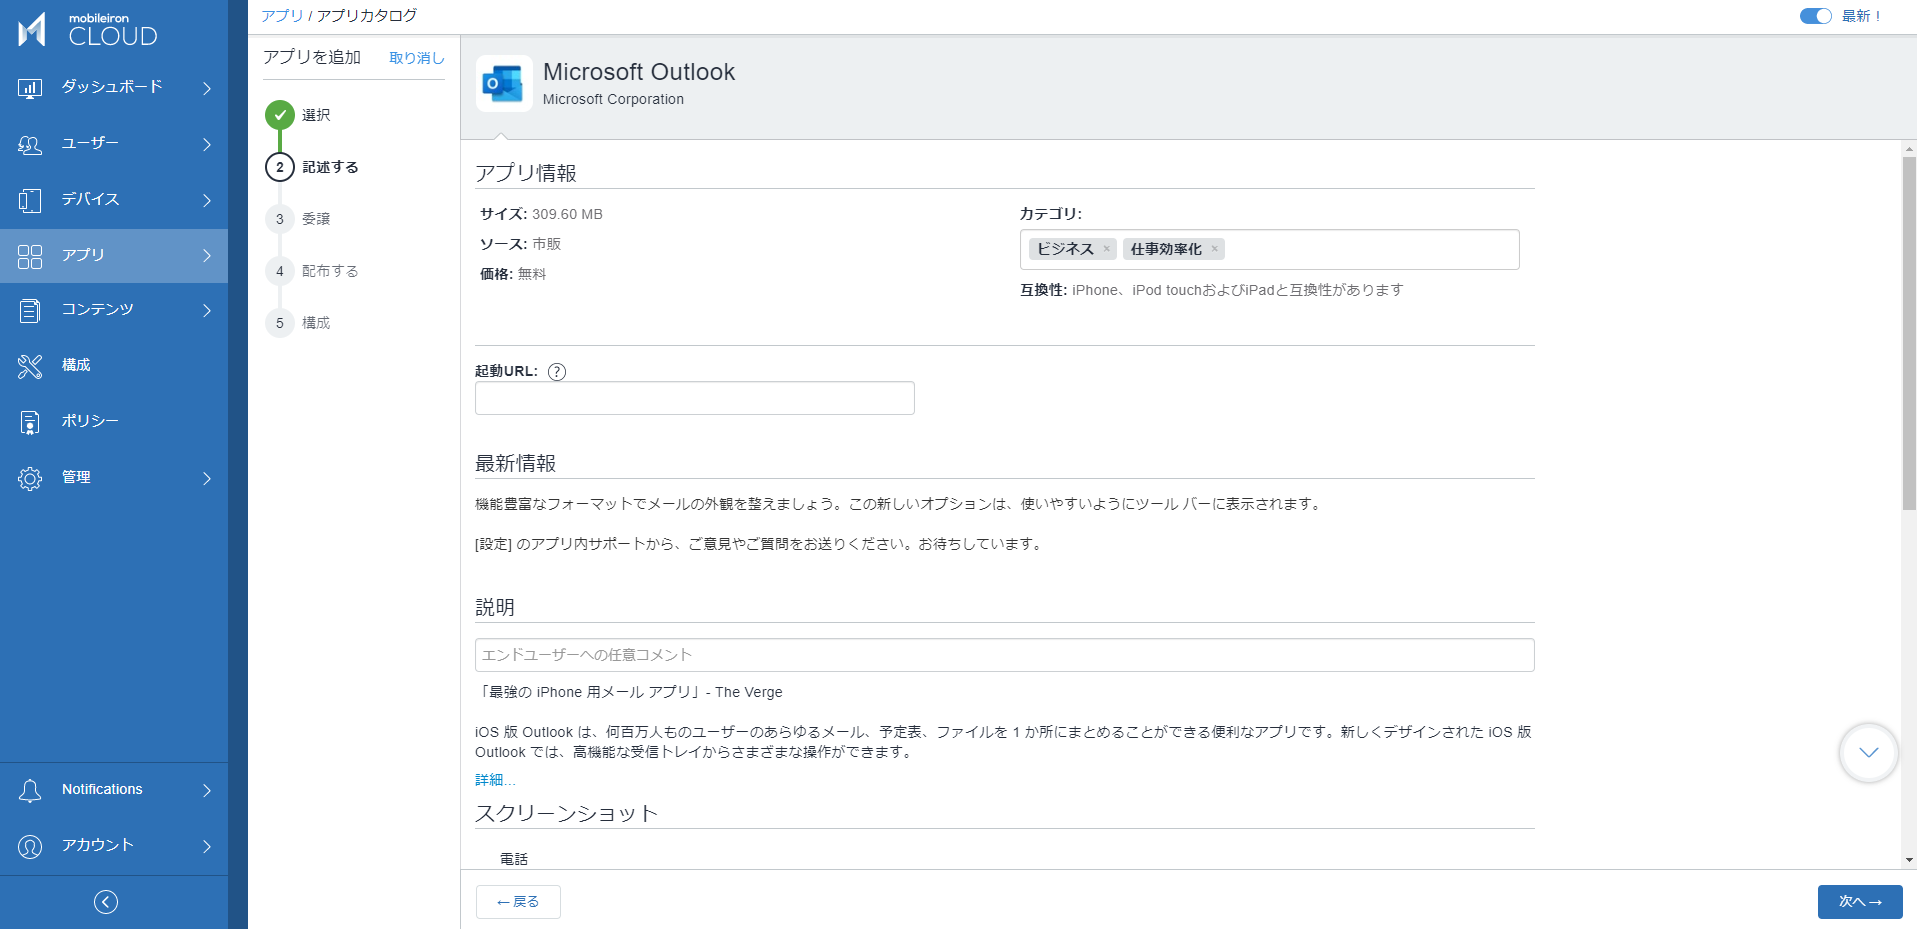 mobileiron
CLOUD
ダッシュボード
ユーザー
デバイス
アプリ
コンテンツ
構成
ポリシー
管理
Notifications
アカウント
アプリ / アプリカタログ
最新！
アプリを追加 取り消し
選択
2 記述する
3 委譲
4 配布する
5 構成
Microsoft Outlook
Microsoft Corporation
アプリ情報
サイズ: 309.60 MB
ソース: 市販
価格: 無料
カテゴリ:
ビジネス × 仕事効率化 ×
互換性: iPhone、iPod touchおよびiPadと互換性があります
起動URL: ?
最新情報
機能豊富なフォーマットでメールの外観を整えましょう。この新しいオプションは、使いやすいようにツール バーに表示されます。
[設定] のアプリ内サポートから、ご意見やご質問をお送りください。お待ちしています。
説明
エンドユーザーへの任意コメント
「最強の iPhone 用メール アプリ」- The Verge
iOS 版 Outlook は、何百万人ものユーザーのあらゆるメール、予定表、ファイルを 1 か所にまとめることができる便利なアプリです。新しくデザインされた iOS 版
Outlook では、高機能な受信トレイからさまざまな操作ができます。
詳細...
スクリーンショット
電話
←戻る
次へ→